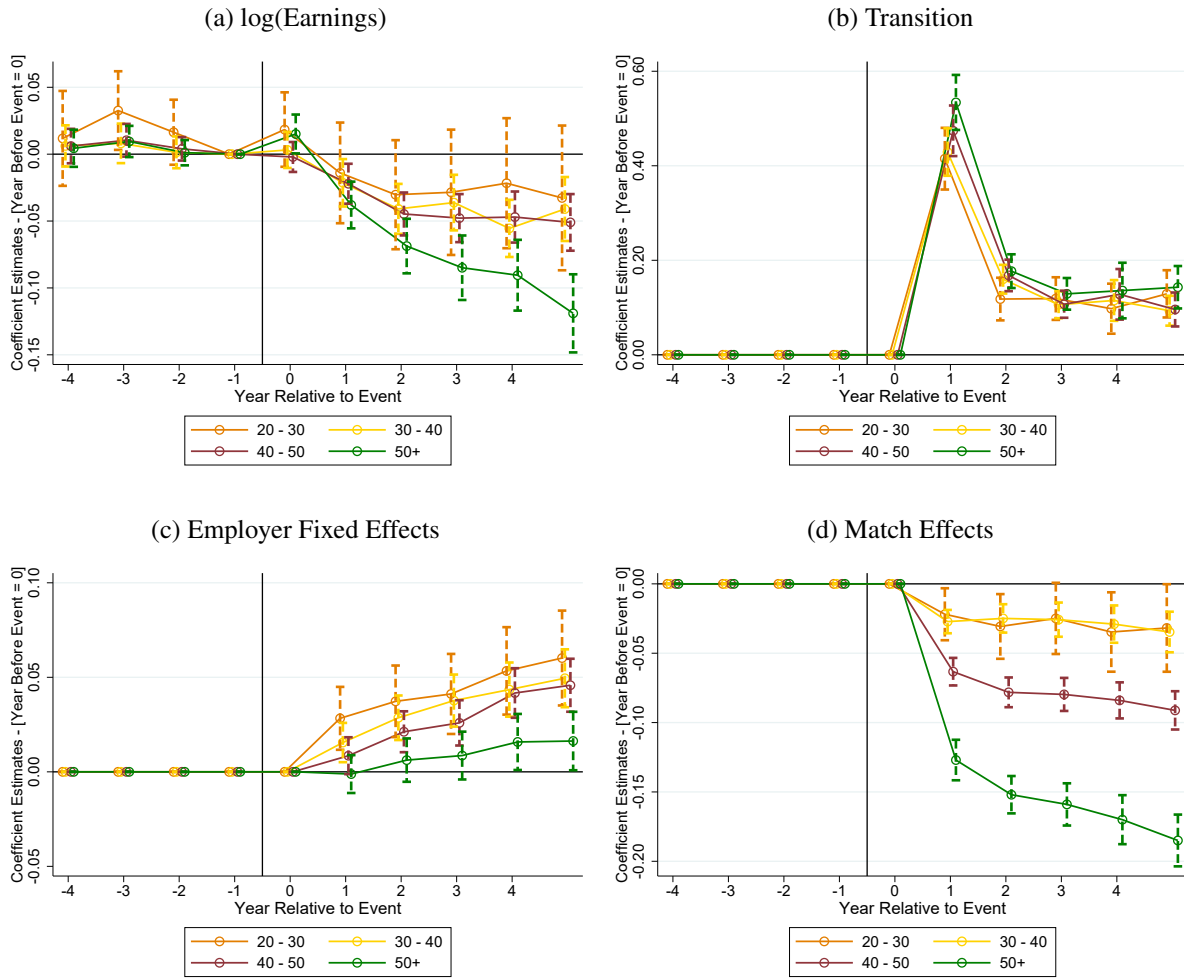 (a) log(Earnings)
Coefficient Estimates - [Year Before Event = 0]
0.05
0.00
-0.05
-0.10
-0.15
-4 -3 -2 -1 0 1 2 3 4
Year Relative to Event
20 - 30 30 - 40
40 - 50 50+
(b) Transition
Coefficient Estimates - [Year Before Event = 0]
0.60
0.40
0.20
0.00
-4 -3 -2 -1 0 1 2 3 4
Year Relative to Event
20 - 30 30 - 40
40 - 50 50+
(c) Employer Fixed Effects
Coefficient Estimates - [Year Before Event = 0]
0.10
0.05
0.00
-0.05
-4 -3 -2 -1 0 1 2 3 4
Year Relative to Event
20 - 30 30 - 40
40 - 50 50+
(d) Match Effects
Coefficient Estimates - [Year Before Event = 0]
0.00
-0.05
-0.10
-0.15
-0.20
-4 -3 -2 -1 0 1 2 3 4
Year Relative to Event
20 - 30 30 - 40
40 - 50 50+